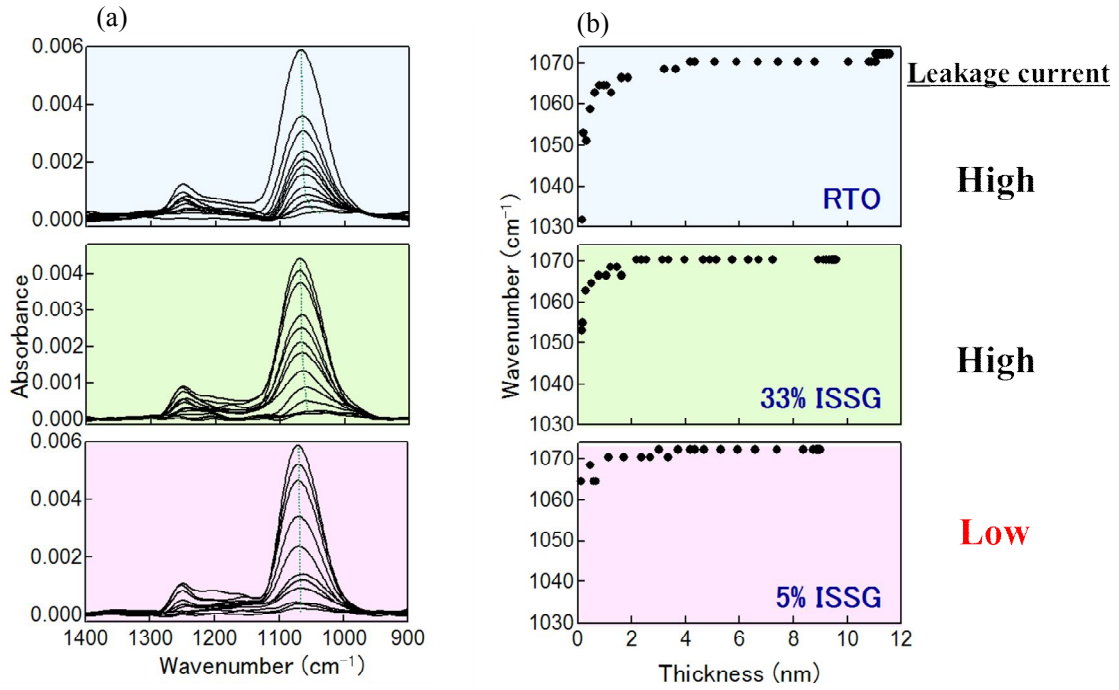 (a)
(b)
0.006
0.004
0.002
0.000
1070
1060
1050
1040
1030
RTO
Leakage current
High
0.004
0.003
0.002
0.001
0.000
1070
1060
1050
1040
1030
33% ISSG
High
0.006
0.004
0.002
0.000
1070
1060
1050
1040
1030
5% ISSG
Low
Absorbance
Wavenumber (cm⁻¹)
1400 1300 1200 1100 1000 900
0 2 4 6 8 10 12
Wavenumber (cm⁻¹)
Thickness (nm)